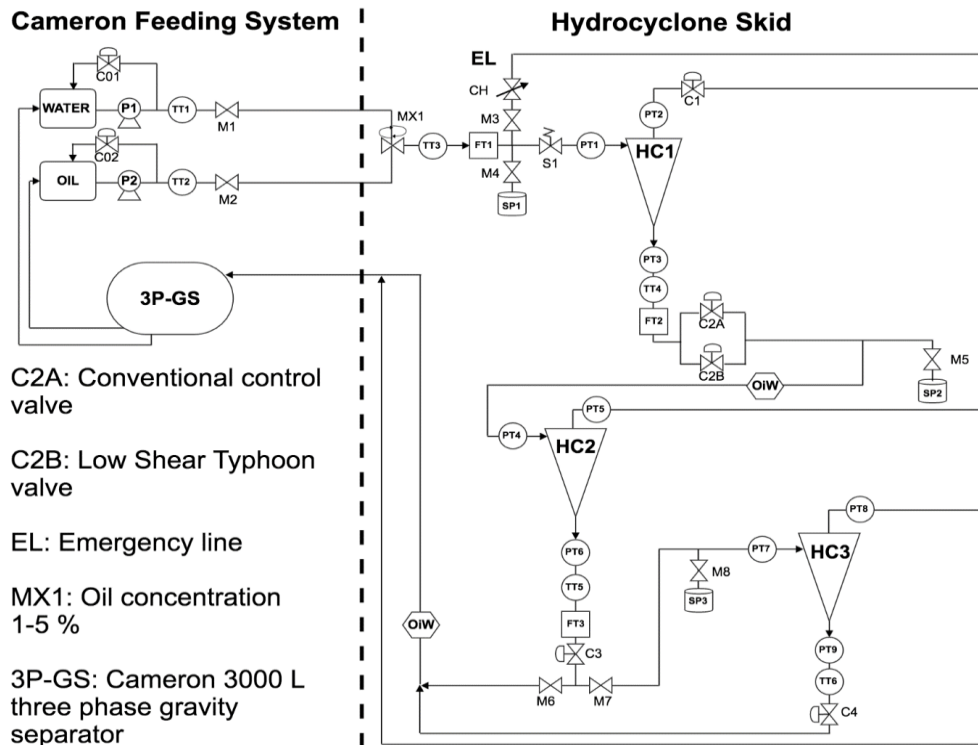 Cameron Feeding System
Hydrocyclone Skid
EL
C01
CH
C1
WATER
P1
TT1
M1
MX1
M3
PT2
C02
TT3
FT1
S1
PT1
HC1
OIL
P2
TT2
M2
M4
SP1
PT3
3P-GS
TT4
FT2
C2A
C2B
M5
OiW
SP2
C2A: Conventional control
valve
PT5
PT4
HC2
C2B: Low Shear Typhoon
valve
PT8
EL: Emergency line
PT6
PT7
HC3
TT5
M8
SP3
MX1: Oil concentration
1-5 %
OiW
FT3
C3
PT9
TT6
3P-GS: Cameron 3000 L
three phase gravity
separator
M6
M7
C4